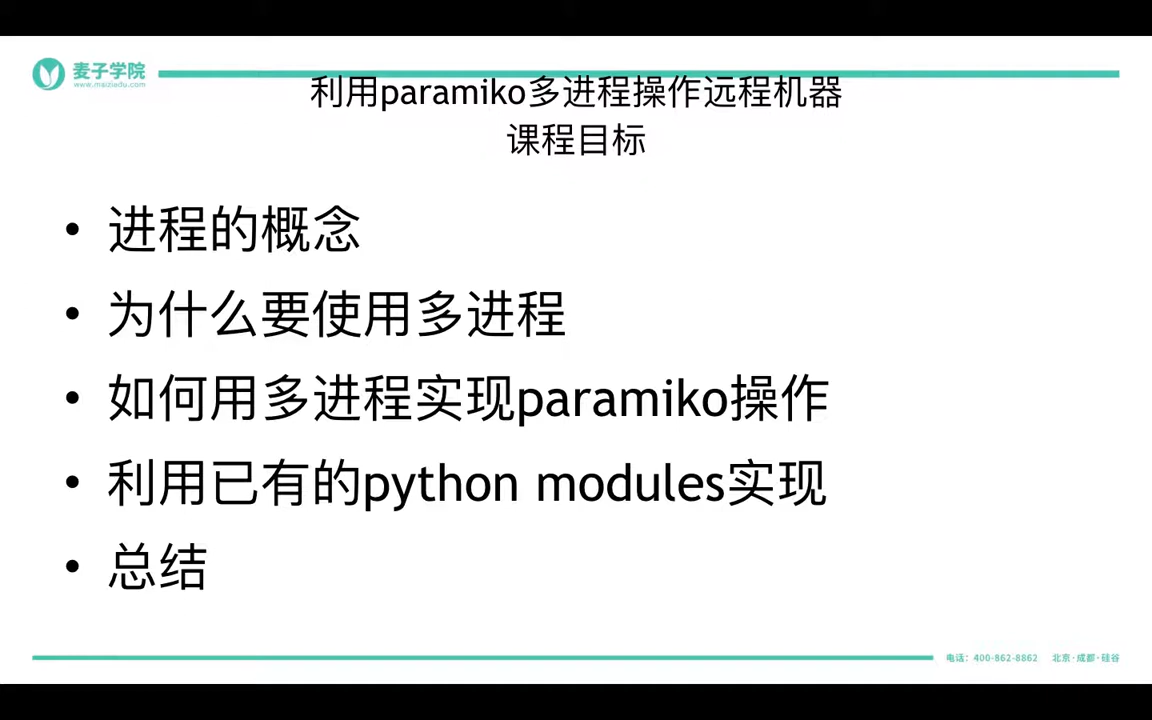 麦子学院
www.maiziedu.com
利用paramiko多进程操作远程机器
课程目标
• 进程的概念
• 为什么要使用多进程
• 如何用多进程实现paramiko操作
• 利用已有的python modules实现
• 总结
电话：400-862-8862 北京·成都·硅谷